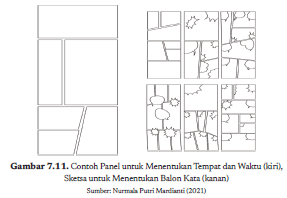 Gambar 7.11. Contoh Panel untuk Menentukan Tempat dan Waktu (kiri),
Sketsa untuk Menentukan Balon Kata (kanan)
Sumber: Nurmala Putri Mardianti (2021)